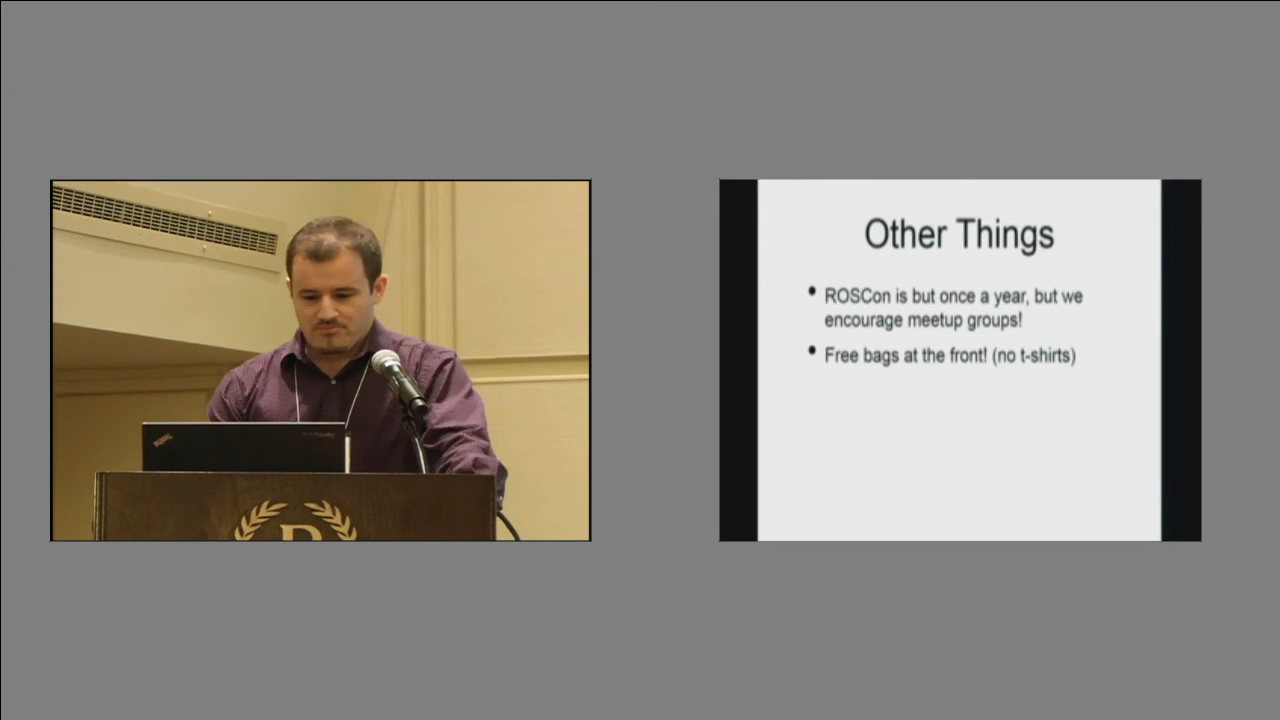 Other Things
• ROSCon is but once a year, but we
encourage meetup groups!
• Free bags at the front! (no t-shirts)